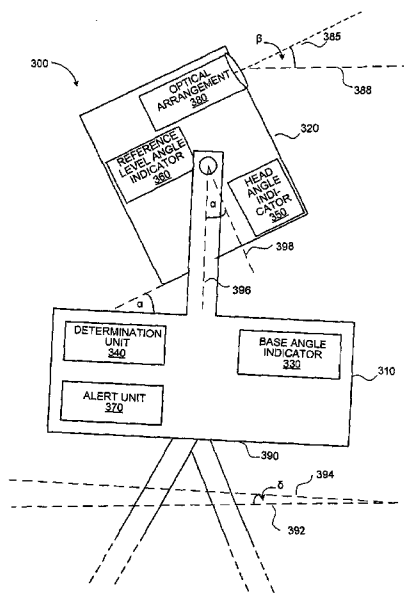 300
β
385
388
OPTICAL
ARRANGEMENT
380
320
REFERENCE
LEVEL ANGLE
INDICATOR
360
HEAD
ANGLE
INDI-
CATOR
350
α
398
396
α
DETERMINATION
UNIT
340
BASE ANGLE
INDICATOR
330
310
ALERT UNIT
370
390
394
δ
392